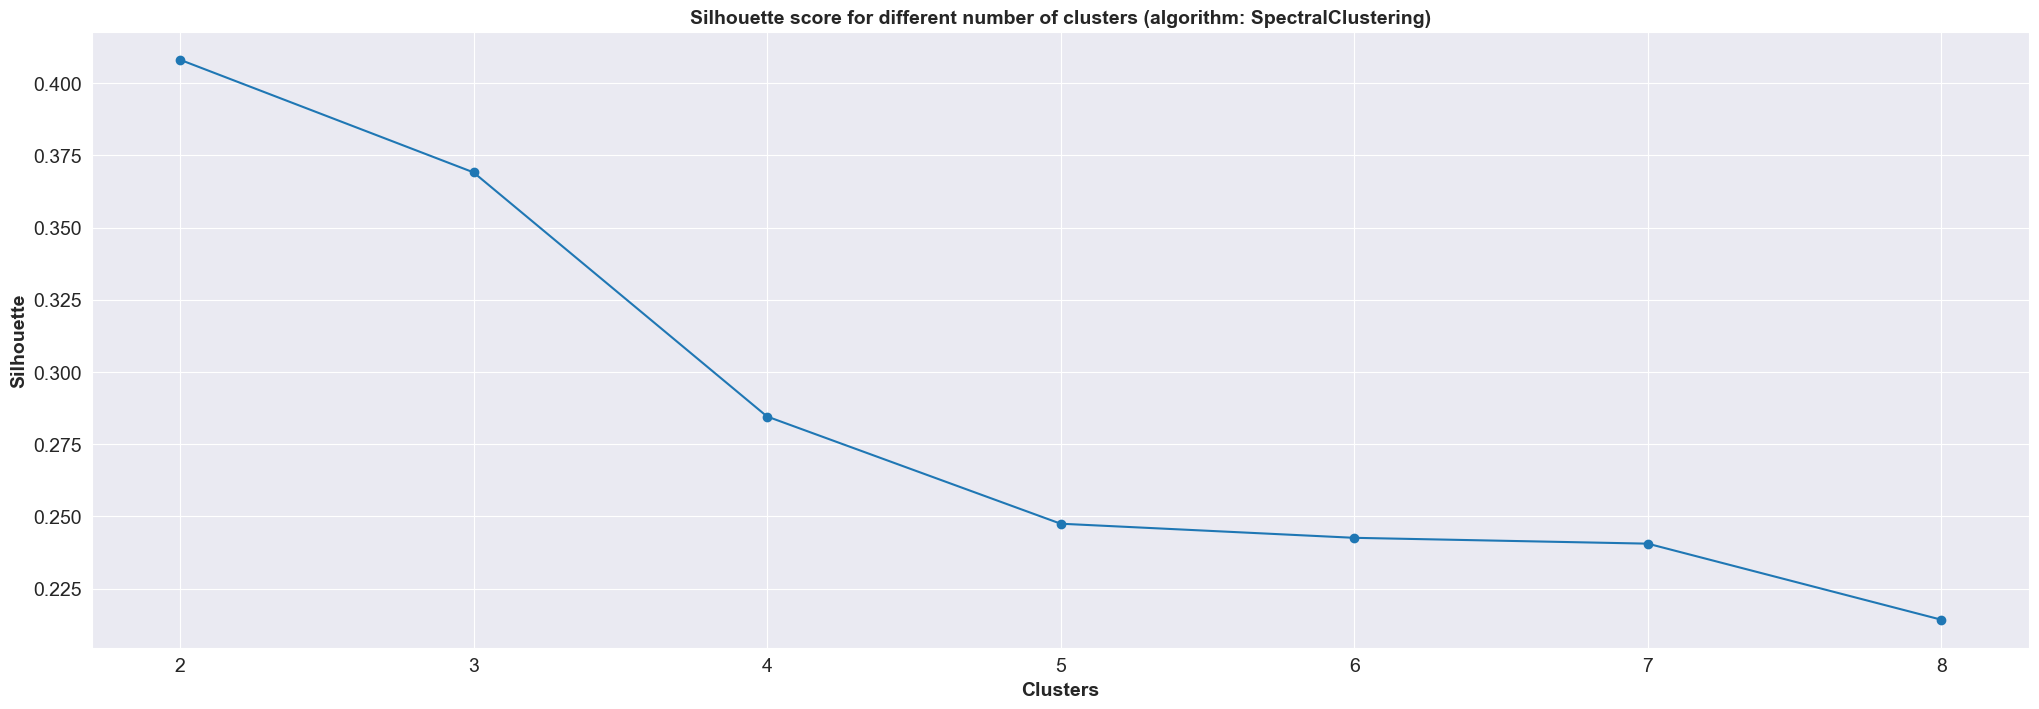 Silhouette score for different number of clusters (algorithm: SpectralClustering)
Silhouette
0.400
0.375
0.350
0.325
0.300
0.275
0.250
0.225
2 3 4 5 6 7 8
Clusters